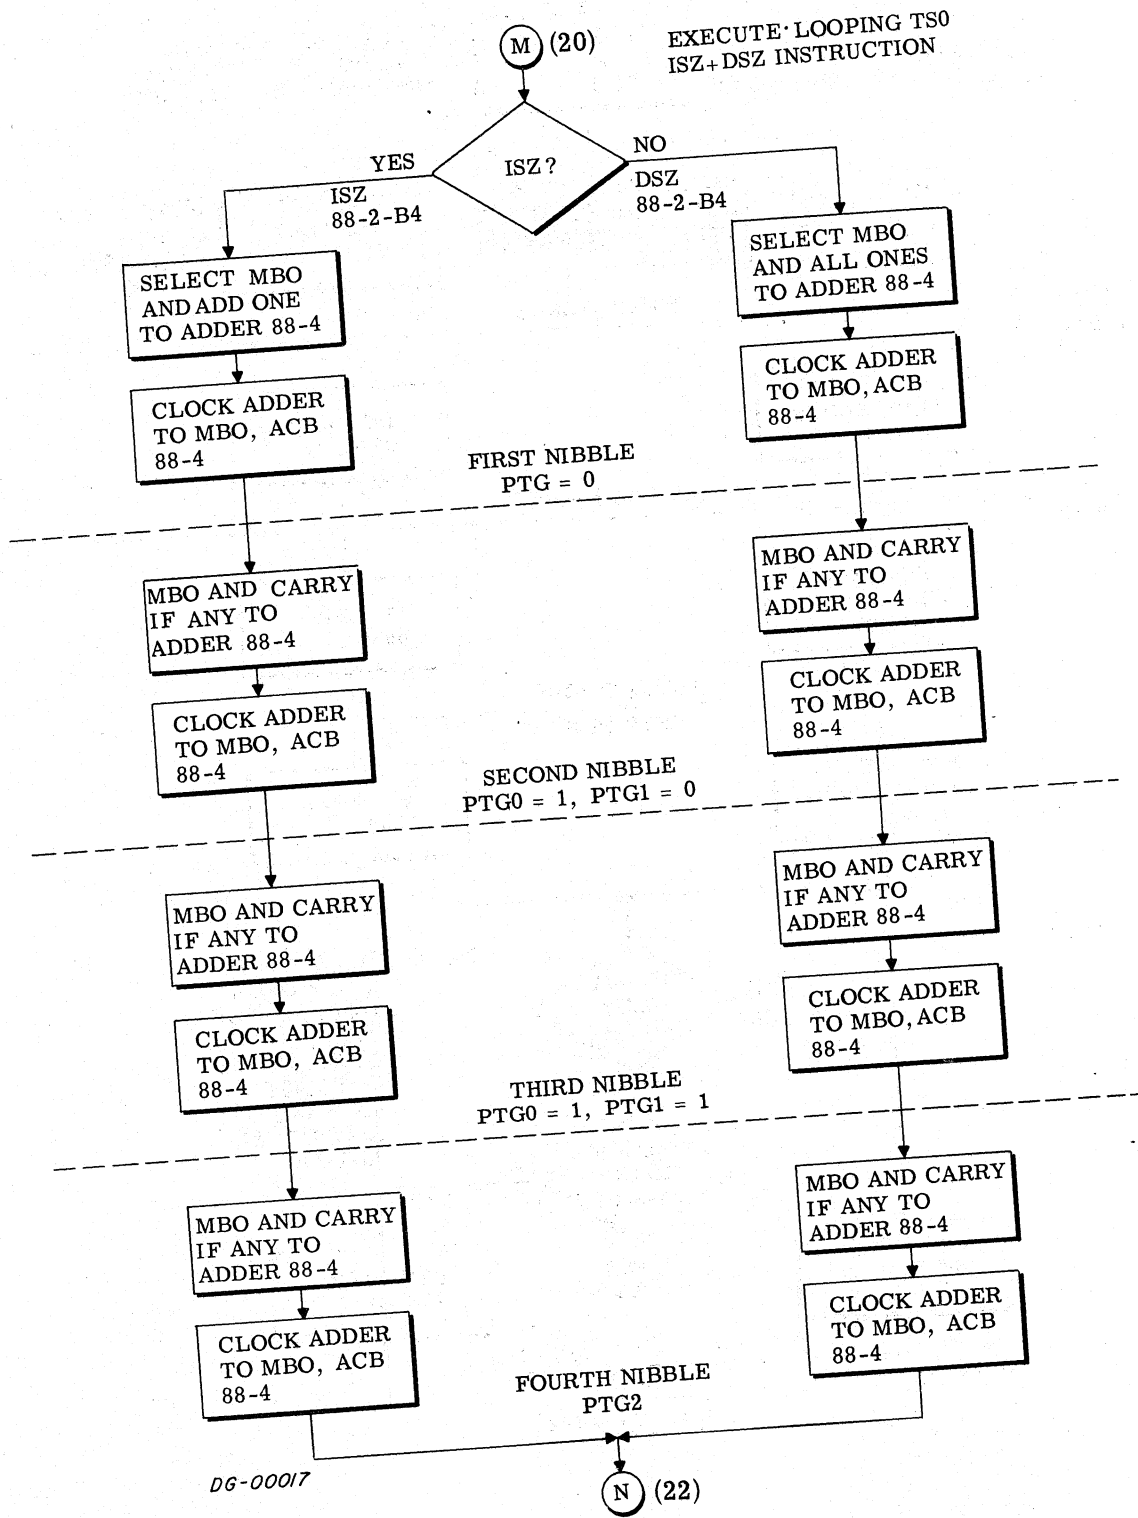 M (20)
EXECUTE·LOOPING TS0
ISZ+DSZ INSTRUCTION
ISZ?
YES
ISZ
88-2-B4
NO
DSZ
88-2-B4
SELECT MBO
AND ADD ONE
TO ADDER 88-4
SELECT MBO
AND ALL ONES
TO ADDER 88-4
CLOCK ADDER
TO MBO, ACB
88-4
CLOCK ADDER
TO MBO, ACB
88-4
FIRST NIBBLE
PTG = 0
MBO AND CARRY
IF ANY TO
ADDER 88-4
MBO AND CARRY
IF ANY TO
ADDER 88-4
CLOCK ADDER
TO MBO, ACB
88-4
CLOCK ADDER
TO MBO, ACB
88-4
SECOND NIBBLE
PTG0 = 1, PTG1 = 0
MBO AND CARRY
IF ANY TO
ADDER 88-4
MBO AND CARRY
IF ANY TO
ADDER 88-4
CLOCK ADDER
TO MBO, ACB
88-4
CLOCK ADDER
TO MBO, ACB
88-4
THIRD NIBBLE
PTG0 = 1, PTG1 = 1
MBO AND CARRY
IF ANY TO
ADDER 88-4
MBO AND CARRY
IF ANY TO
ADDER 88-4
CLOCK ADDER
TO MBO, ACB
88-4
CLOCK ADDER
TO MBO, ACB
88-4
FOURTH NIBBLE
PTG2
DG-00017
N (22)